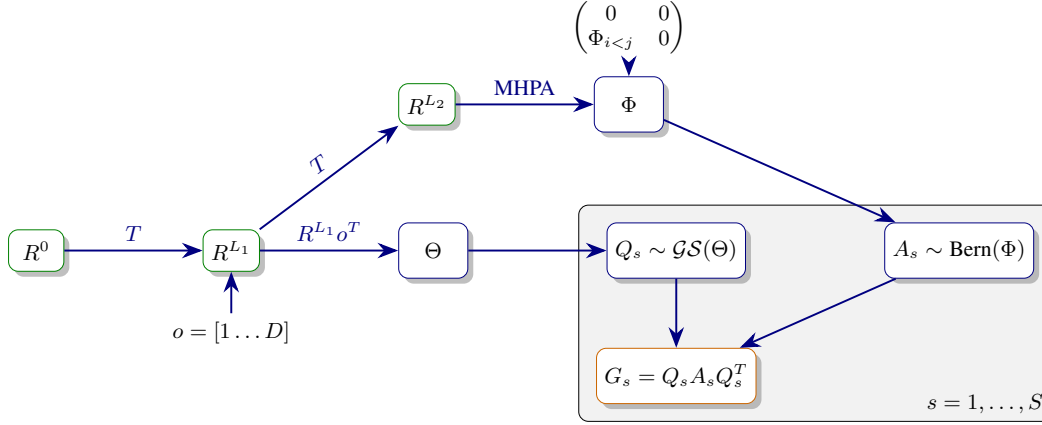 0 0
Φ_{i<j} 0
R^{L_2} MHPA Φ
T
R^0 T R^{L_1} R^{L_1} o^T Θ Q_s ∼ 𝒢𝒮(Θ) A_s ∼ Bern(Φ)
o = [1 … D]
G_s = Q_s A_s Q_s^T
s = 1, …, S